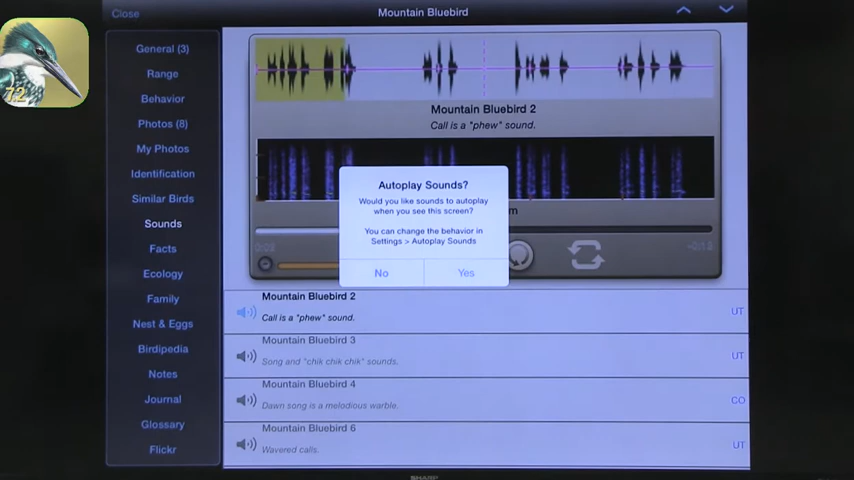 Close
Mountain Bluebird
7.2
General (3)
Range
Behavior
Photos (8)
My Photos
Identification
Similar Birds
Sounds
Facts
Ecology
Family
Nest & Eggs
Birdipedia
Notes
Journal
Glossary
Flickr
Mountain Bluebird 2
Call is a "phew" sound.
Autoplay Sounds?
Would you like sounds to autoplay
when you see this screen?
You can change the behavior in
Settings > Autoplay Sounds
No
Yes
Mountain Bluebird 2
Call is a "phew" sound.
UT
Mountain Bluebird 3
Song and "chik chik chik" sounds.
UT
Mountain Bluebird 4
Dawn song is a melodious warble.
CO
Mountain Bluebird 6
Wavered calls.
UT
SHARP